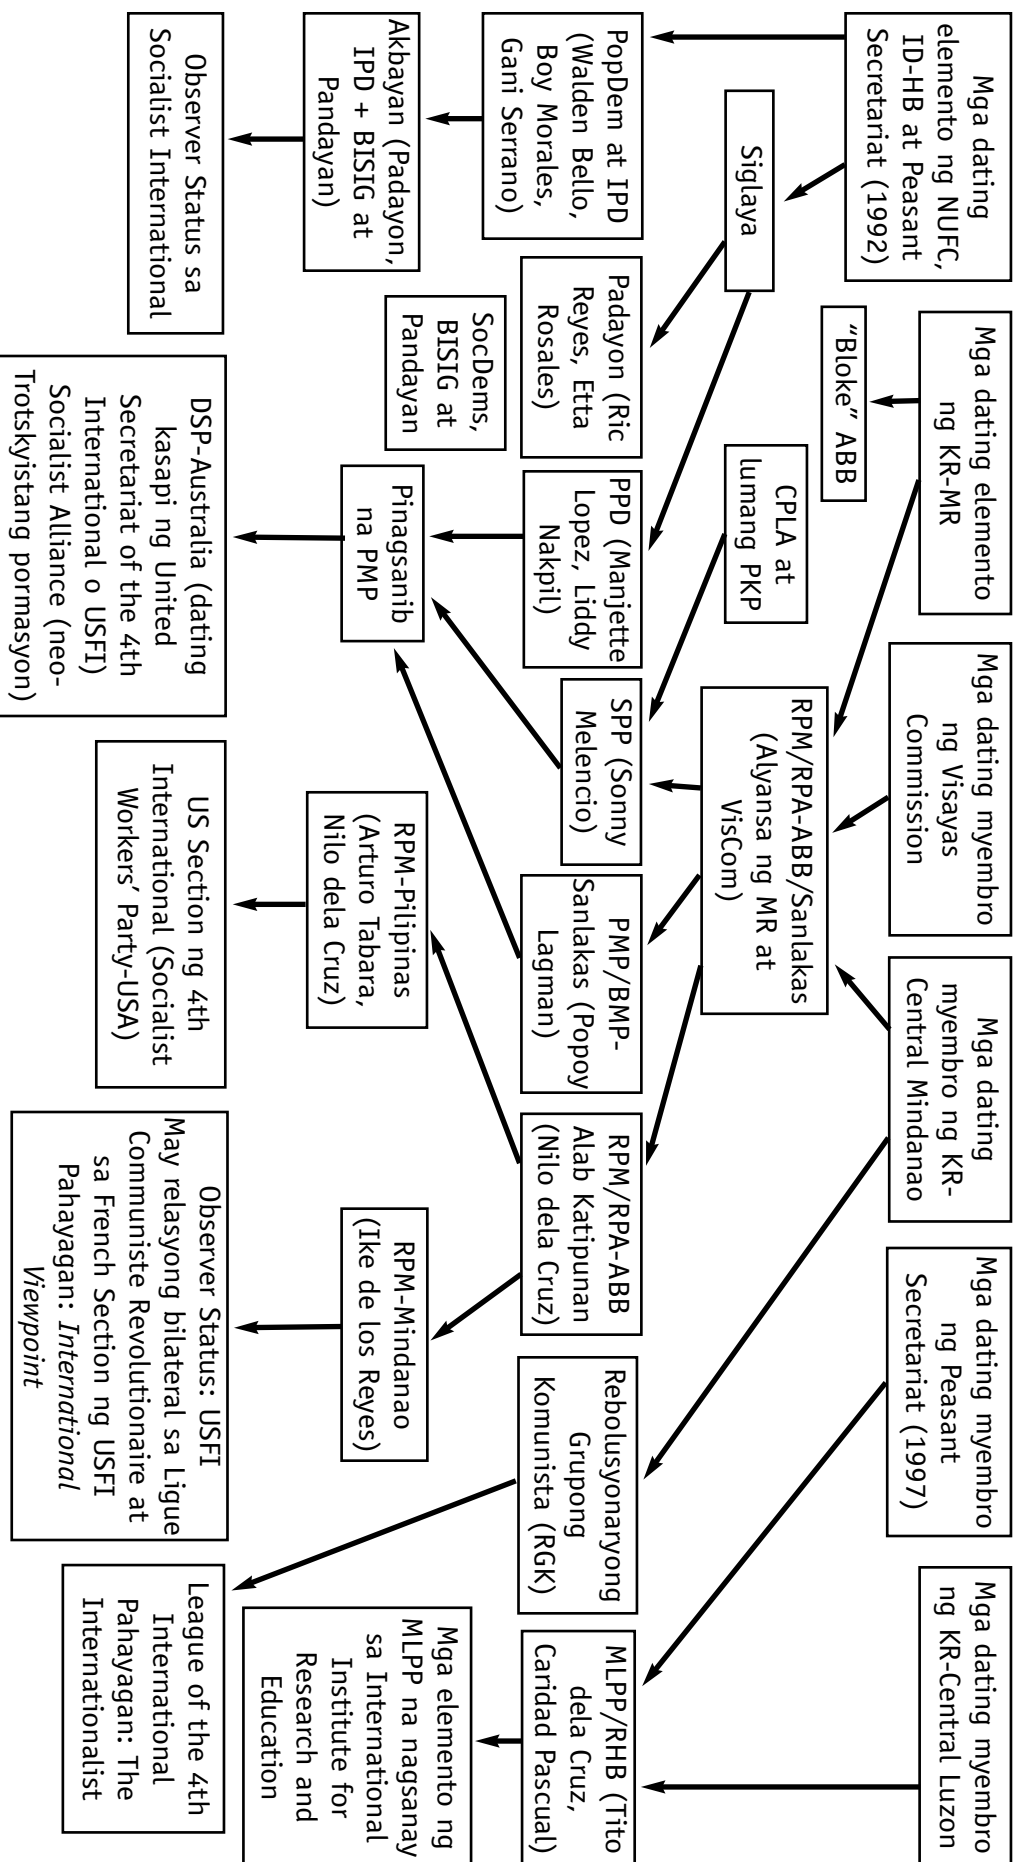 Mga dating
elemento ng NUFC,
ID-HB at Peasant
Secretariat (1992)
Mga dating elemento
ng KR-MR
Mga dating myembro
ng Visayas
Commission
Mga dating
myembro ng KR-
Central Mindanao
Mga dating myembro
ng Peasant
Secretariat (1997)
Mga dating myembro
ng KR-Central Luzon
Siglaya
“Bloke” ABB
CPLA at
lumang PKP
RPM/RPA-ABB/Sanlakas
(Alyansa ng MR at
VisCom)
PopDem at IPD
(Walden Bello,
Boy Morales,
Gani Serrano)
Padayon (Ric
Reyes, Etta
Rosales)
PPD (Manjette
Lopez, Liddy
Nakpil)
SPP (Sonny
Melencio)
PMP/BMP-
Sanlakas (Popoy
Lagman)
RPM/RPA-ABB
Alab Katipunan
(Nilo dela Cruz)
Rebolusyonaryong
Grupong
Komunista (RGK)
MLPP/RHB (Tito
dela Cruz,
Caridad Pascual)
Akbayan (Padayon,
IPD + BISIG at
Pandayan)
SocDems,
BISIG at
Pandayan
Pinagsanib
na PMP
RPM-Pilipinas
(Arturo Tabara,
Nilo dela Cruz)
RPM-Mindanao
(Ike de los Reyes)
Mga elemento ng
MLPP na nagsanay
sa International
Institute for
Research and
Education
Observer Status sa
Socialist International
DSP-Australia (dating
kasapi ng United
Secretariat of the 4th
International o USFI)
Socialist Alliance (neo-
Trotskyistang pormasyon)
US Section ng 4th
International (Socialist
Workers’ Party-USA)
Observer Status: USFI
May relasyong bilateral sa Ligue
Communiste Revolutionaire at
sa French Section ng USFI
Pahayagan: International
Viewpoint
League of the 4th
International
Pahayagan: The
Internationalist